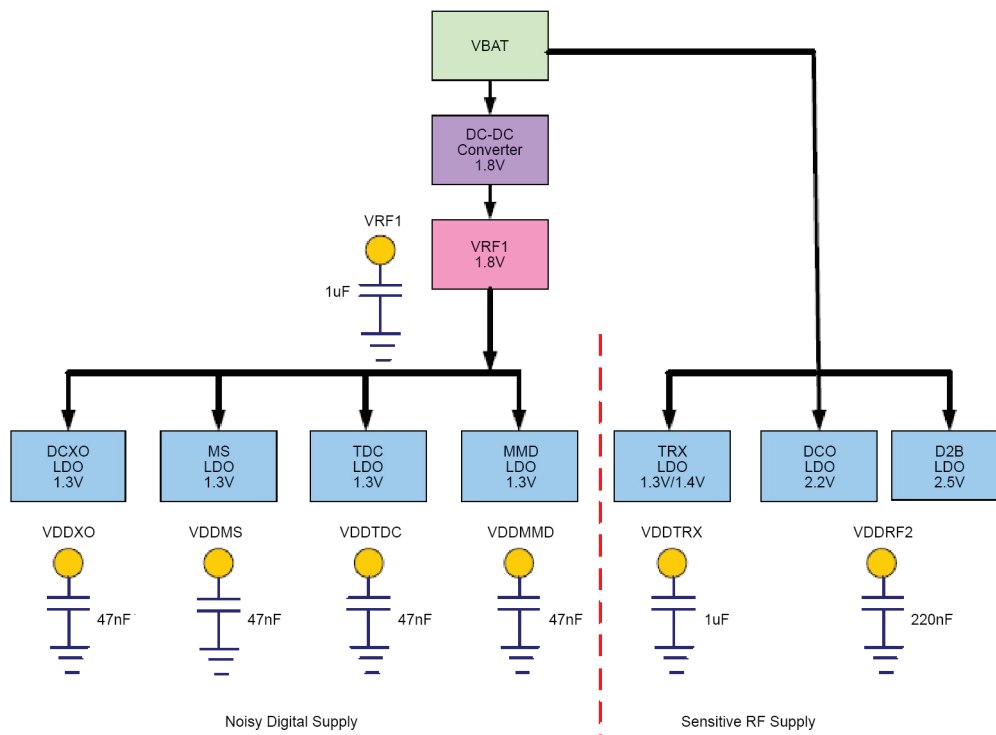 VBAT
DC-DC
Converter
1.8V
VRF1
VRF1
1.8V
1uF
DCXO
LDO
1.3V
MS
LDO
1.3V
TDC
LDO
1.3V
MMD
LDO
1.3V
TRX
LDO
1.3V/1.4V
DCO
LDO
2.2V
D2B
LDO
2.5V
VDDXO
VDDMS
VDDTDC
VDDMMD
VDDTRX
VDDRF2
47nF
47nF
47nF
47nF
1uF
220nF
Noisy Digital Supply
Sensitive RF Supply